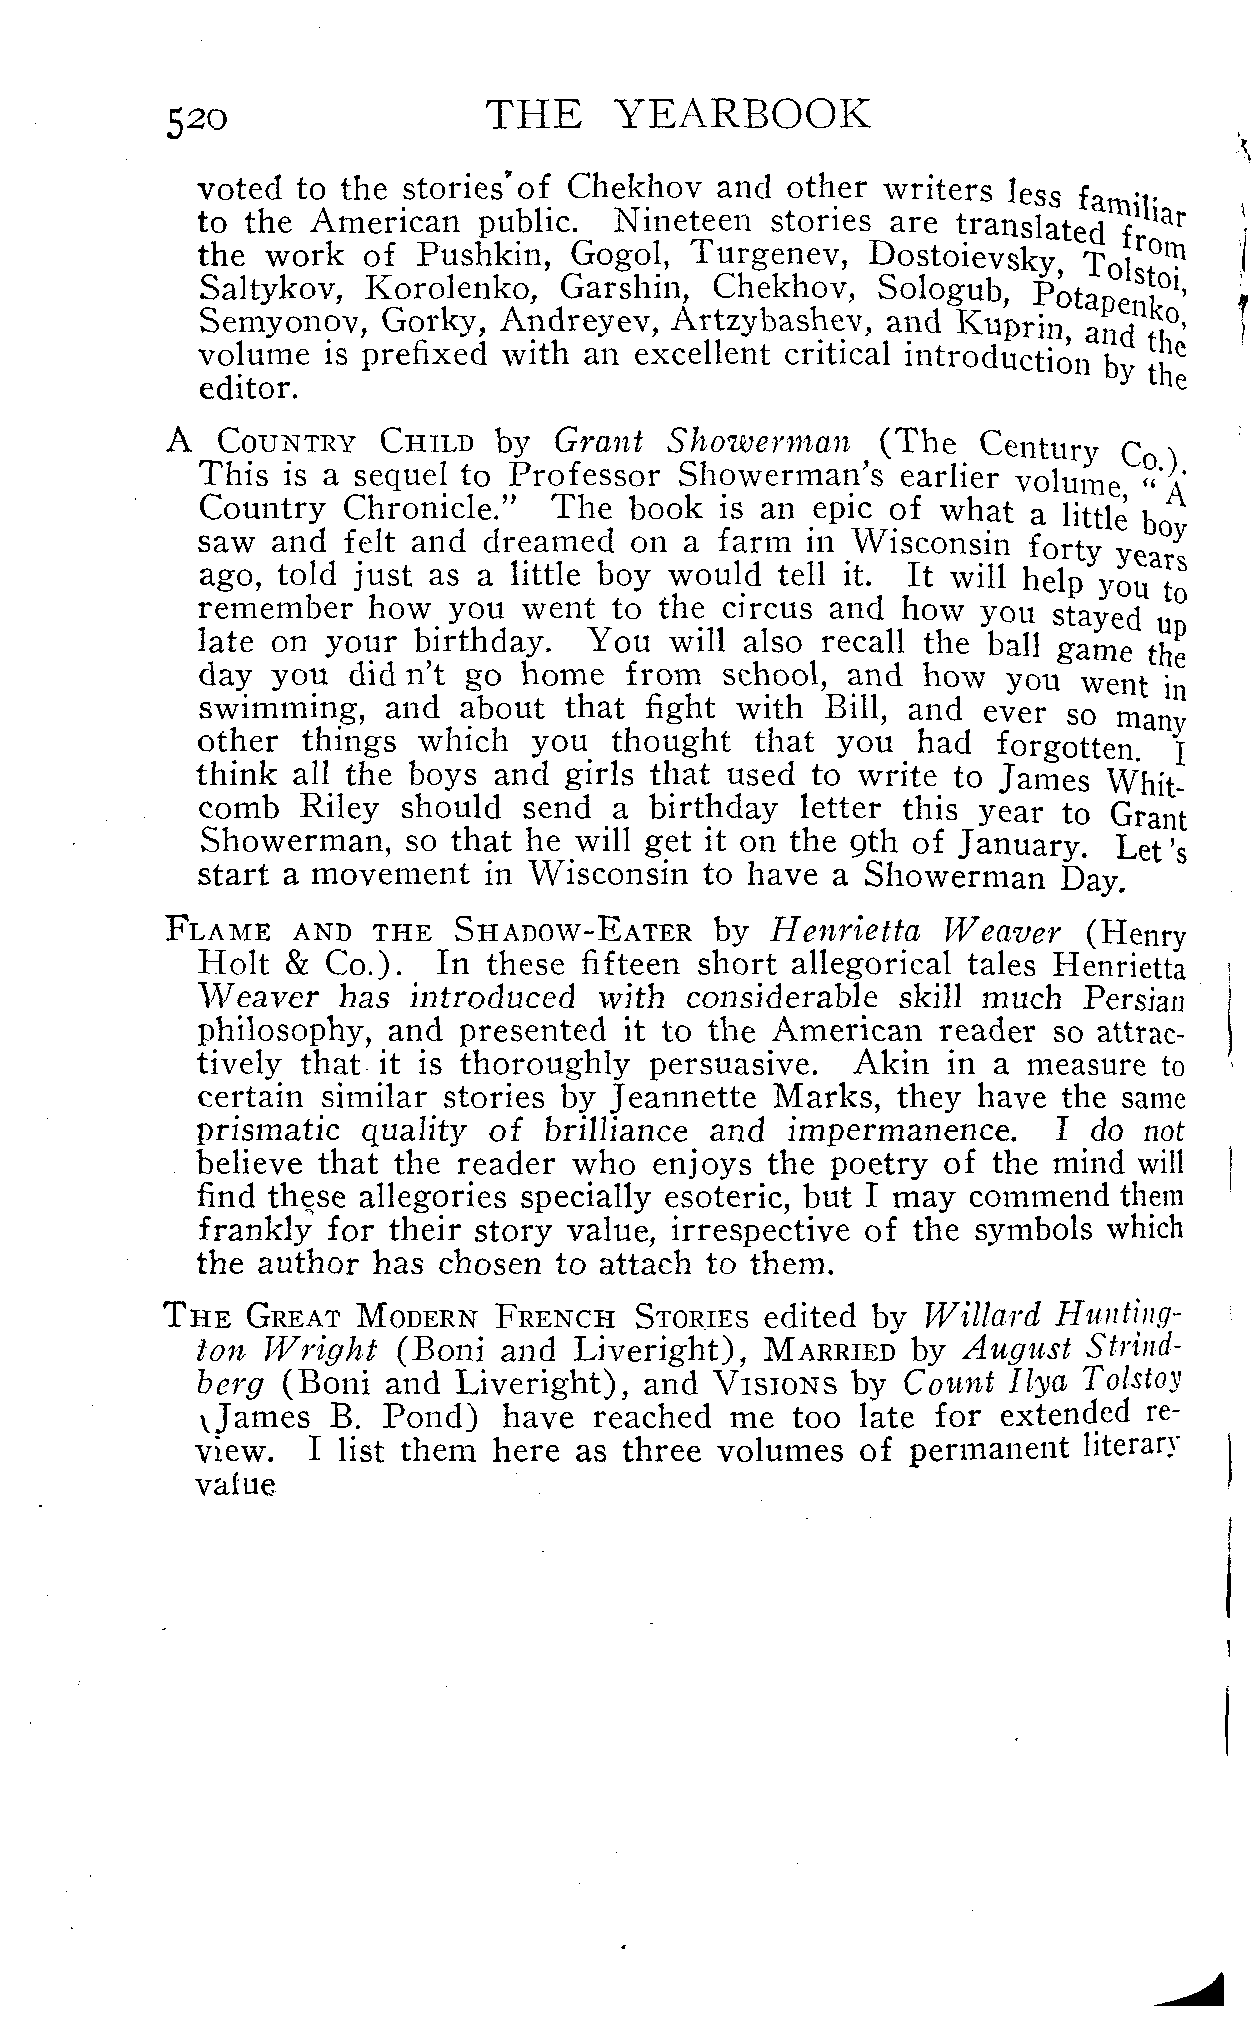 520 THE YEARBOOK
voted to the stories of Chekhov and other writers less familiar
to the American public. Nineteen stories are translated from
the work of Pushkin, Gogol, Turgenev, Dostoievsky, Tolstoi,
Saltykov, Korolenko, Garshin, Chekhov, Sologub, Potapenko,
Semyonov, Gorky, Andreyev, Artzybashev, and Kuprin, and the
volume is prefixed with an excellent critical introduction by the
editor.
A COUNTRY CHILD by Grant Showerman (The Century Co.).
This is a sequel to Professor Showerman's earlier volume, "A
Country Chronicle." The book is an epic of what a little boy
saw and felt and dreamed on a farm in Wisconsin forty years
ago, told just as a little boy would tell it. It will help you to
remember how you went to the circus and how you stayed up
late on your birthday. You will also recall the ball game the
day you did n't go home from school, and how you went in
swimming, and about that fight with Bill, and ever so many
other things which you thought that you had forgotten. I
think all the boys and girls that used to write to James Whit-
comb Riley should send a birthday letter this year to Grant
Showerman, so that he will get it on the 9th of January. Let 's
start a movement in Wisconsin to have a Showerman Day.
FLAME AND THE SHADOW-EATER by Henrietta Weaver (Henry
Holt & Co.). In these fifteen short allegorical tales Henrietta
Weaver has introduced with considerable skill much Persian
philosophy, and presented it to the American reader so attrac-
tively that it is thoroughly persuasive. Akin in a measure to
certain similar stories by Jeannette Marks, they have the same
prismatic quality of brilliance and impermanence. I do not
believe that the reader who enjoys the poetry of the mind will
find these allegories specially esoteric, but I may commend them
frankly for their story value, irrespective of the symbols which
the author has chosen to attach to them.
THE GREAT MODERN FRENCH STORIES edited by Willard Hunting-
ton Wright (Boni and Liveright), MARRIED by August Strind-
berg (Boni and Liveright), and VISIONS by Count Ilya Tolstoy
(James B. Pond) have reached me too late for extended re-
view. I list them here as three volumes of permanent literary
value